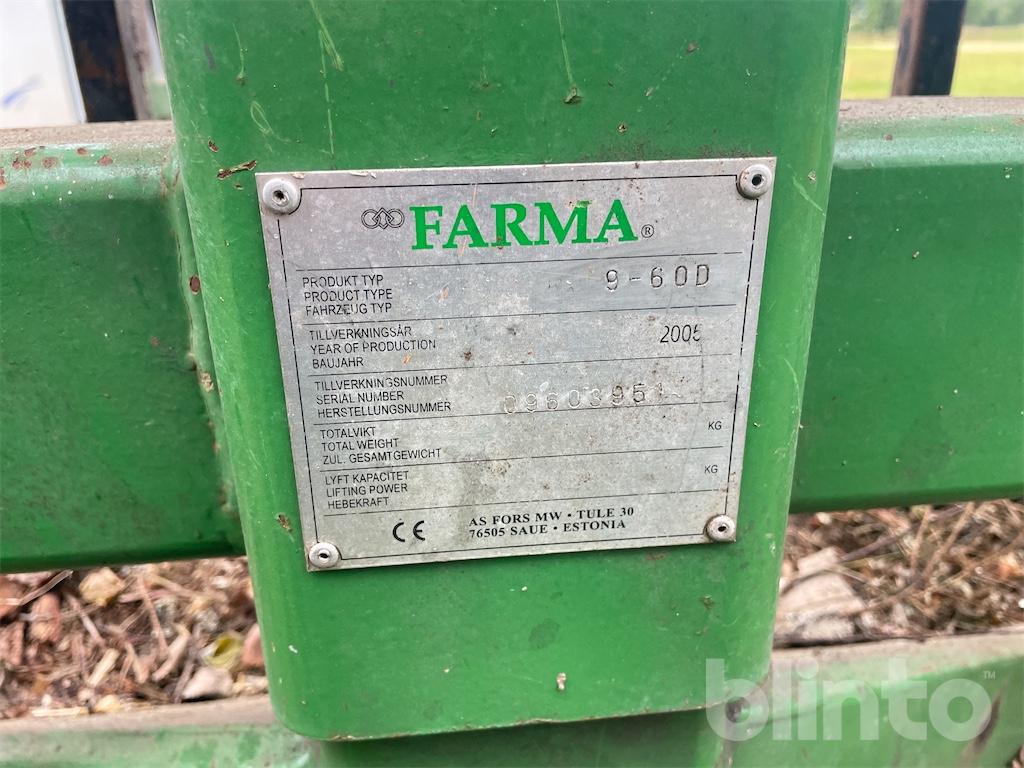 FARMA®
PRODUKT TYP
PRODUCT TYPE
FAHRZEUG TYP
9-60D
TILLVERKNINGSÅR
YEAR OF PRODUCTION
BAUJAHR
2005
TILLVERKNINGSNUMMER
SERIAL NUMBER
HERSTELLUNGSNUMMER
09603951
TOTALVIKT
TOTAL WEIGHT
ZUL. GESAMTGEWICHT
KG
LYFT KAPACITET
LIFTING POWER
HEBEKRAFT
KG
CE
AS FORS MW · TULE 30
76505 SAUE · ESTONIA
blinto™